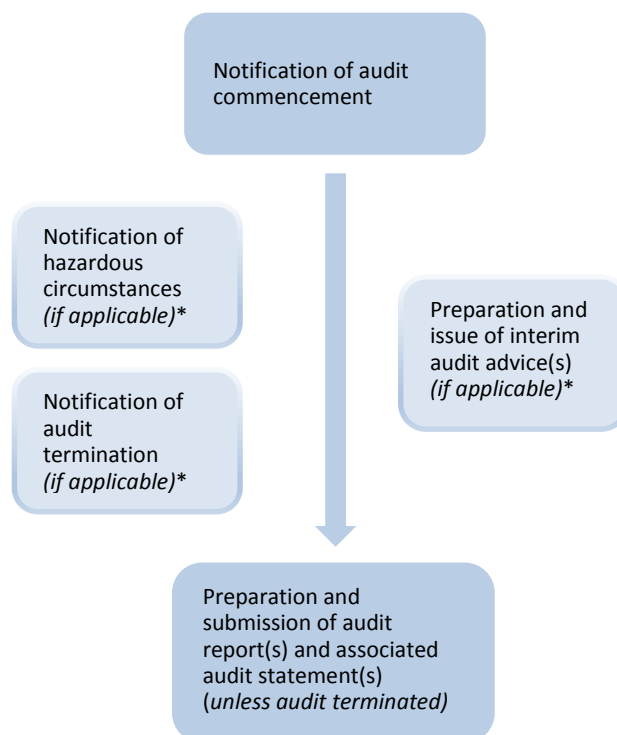 Notification of audit
commencement
Notification of
hazardous
circumstances
(if applicable)*
Notification of
audit
termination
(if applicable)*
Preparation and
issue of interim
audit advice(s)
(if applicable)*
Preparation and
submission of audit
report(s) and associated
audit statement(s)
(unless audit terminated)